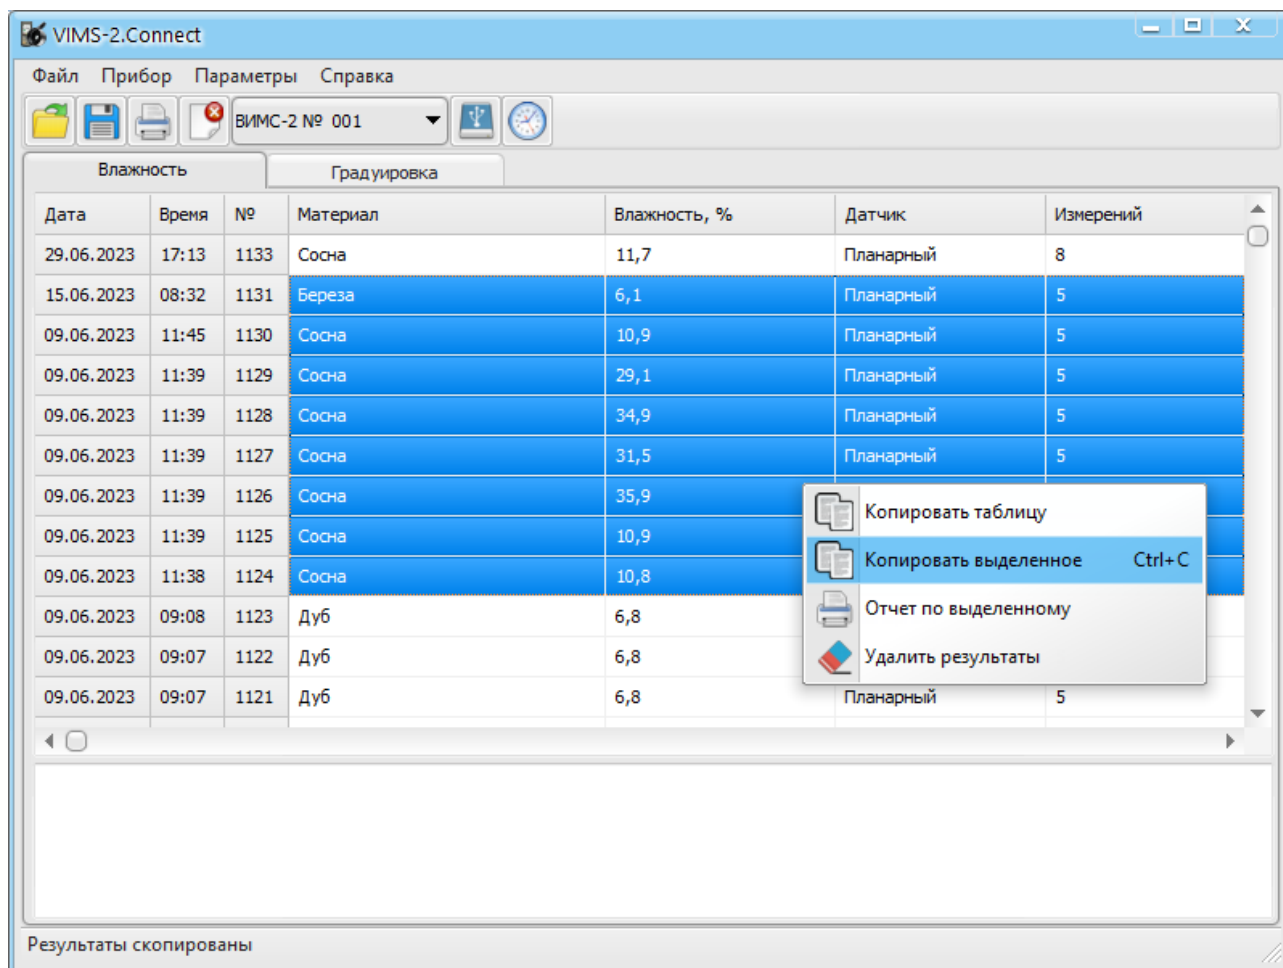 VIMS-2.Connect
Файл Прибор Параметры Справка
ВИМС-2 № 001
Влажность Градуировка
Дата Время № Материал Влажность, % Датчик Измерений
29.06.2023 17:13 1133 Сосна 11,7 Планарный 8
15.06.2023 08:32 1131 Береза 6,1 Планарный 5
09.06.2023 11:45 1130 Сосна 10,9 Планарный 5
09.06.2023 11:39 1129 Сосна 29,1 Планарный 5
09.06.2023 11:39 1128 Сосна 34,9 Планарный 5
09.06.2023 11:39 1127 Сосна 31,5 Планарный 5
09.06.2023 11:39 1126 Сосна 35,9
Копировать таблицу
09.06.2023 11:39 1125 Сосна 10,9
Копировать выделенное Ctrl+C
09.06.2023 11:38 1124 Сосна 10,8
09.06.2023 09:08 1123 Дуб 6,8
Отчет по выделенному
09.06.2023 09:07 1122 Дуб 6,8
Удалить результаты
09.06.2023 09:07 1121 Дуб 6,8 Планарный 5
Результаты скопированы